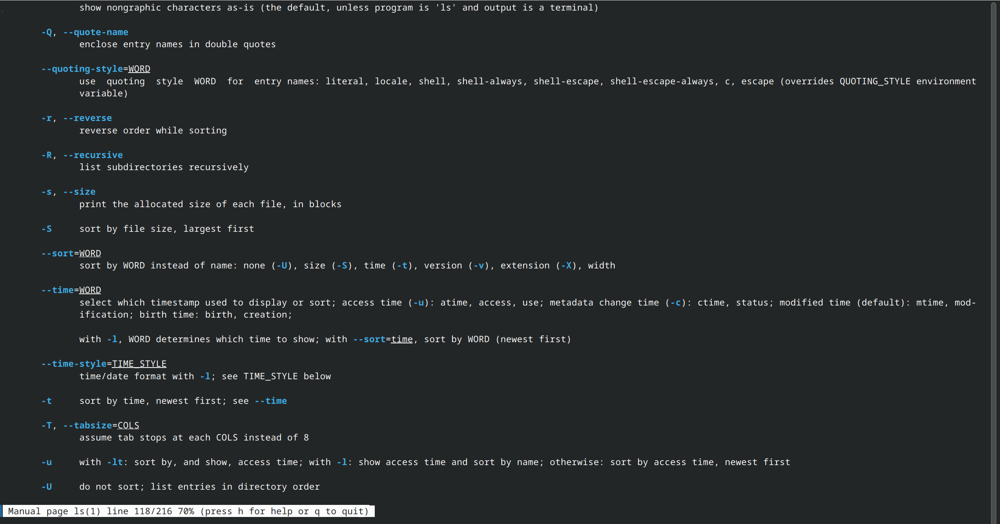 show nongraphic characters as-is (the default, unless program is 'ls' and output is a terminal)
-Q, --quote-name
enclose entry names in double quotes
--quoting-style=WORD
use quoting style WORD for entry names: literal, locale, shell, shell-always, shell-escape, shell-escape-always, c, escape (overrides QUOTING_STYLE environment
variable)
-r, --reverse
reverse order while sorting
-R, --recursive
list subdirectories recursively
-s, --size
print the allocated size of each file, in blocks
-S sort by file size, largest first
--sort=WORD
sort by WORD instead of name: none (-U), size (-S), time (-t), version (-v), extension (-X), width
--time=WORD
select which timestamp used to display or sort; access time (-u): atime, access, use; metadata change time (-c): ctime, status; modified time (default): mtime, mod-
ification; birth time: birth, creation;
with -l, WORD determines which time to show; with --sort=time, sort by WORD (newest first)
--time-style=TIME_STYLE
time/date format with -l; see TIME_STYLE below
-t sort by time, newest first; see --time
-T, --tabsize=COLS
assume tab stops at each COLS instead of 8
-u with -lt: sort by, and show, access time; with -l: show access time and sort by name; otherwise: sort by access time, newest first
-U do not sort; list entries in directory order
Manual page ls(1) line 118/216 70% (press h for help or q to quit)